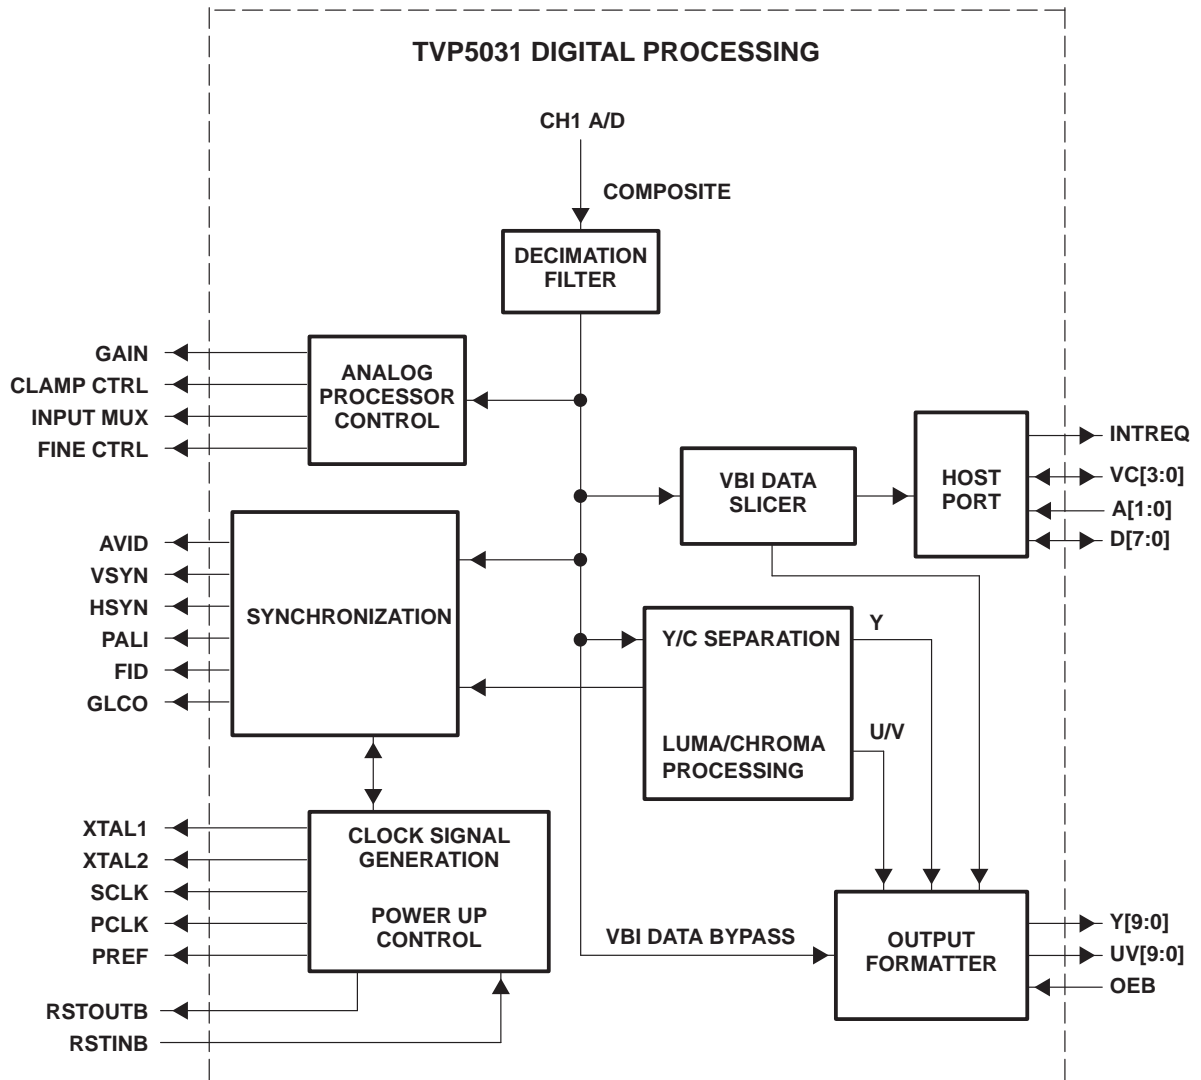 TVP5031 DIGITAL PROCESSING
CH1 A/D
COMPOSITE
DECIMATION
FILTER
GAIN
CLAMP CTRL
INPUT MUX
FINE CTRL
ANALOG
PROCESSOR
CONTROL
VBI DATA
SLICER
HOST
PORT
INTREQ
VC[3:0]
A[1:0]
D[7:0]
AVID
VSYN
HSYN
PALI
FID
GLCO
SYNCHRONIZATION
Y/C SEPARATION
LUMA/CHROMA
PROCESSING
Y
U/V
XTAL1
XTAL2
SCLK
PCLK
PREF
RSTOUTB
RSTINB
CLOCK SIGNAL
GENERATION
POWER UP
CONTROL
VBI DATA BYPASS
OUTPUT
FORMATTER
Y[9:0]
UV[9:0]
OEB